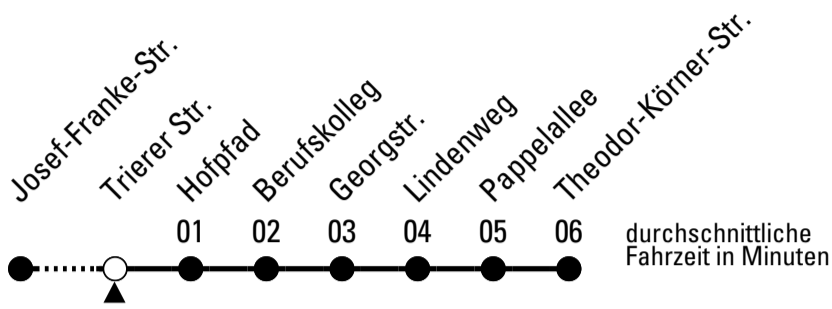 Josef-Franke-Str.
Trierer Str.
Hofpfad
Berufskolleg
Georgstr.
Lindenweg
Pappelallee
Theodor-Körner-Str.
01 02 03 04 05 06
durchschnittliche
Fahrzeit in Minuten